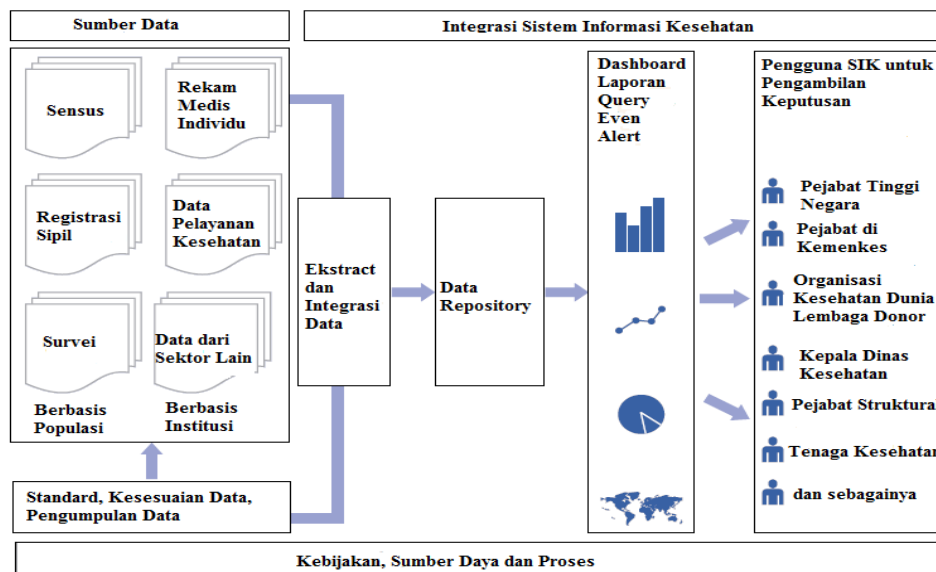 Sumber Data
Integrasi Sistem Informasi Kesehatan
Sensus
Rekam
Medis
Individu
Registrasi
Sipil
Data
Pelayanan
Kesehatan
Survei
Data dari
Sektor Lain
Berbasis
Populasi
Berbasis
Institusi
Standard, Kesesuaian Data,
Pengumpulan Data
Ekstract
dan
Integrasi
Data
Data
Repository
Dashboard
Laporan
Query
Even
Alert
Pengguna SIK untuk
Pengambilan
Keputusan
Pejabat Tinggi
Negara
Pejabat di
Kemenkes
Organisasi
Kesehatan Dunia
Lembaga Donor
Kepala Dinas
Kesehatan
Pejabat Struktural
Tenaga Kesehatan
dan sebagainya
Kebijakan, Sumber Daya dan Proses